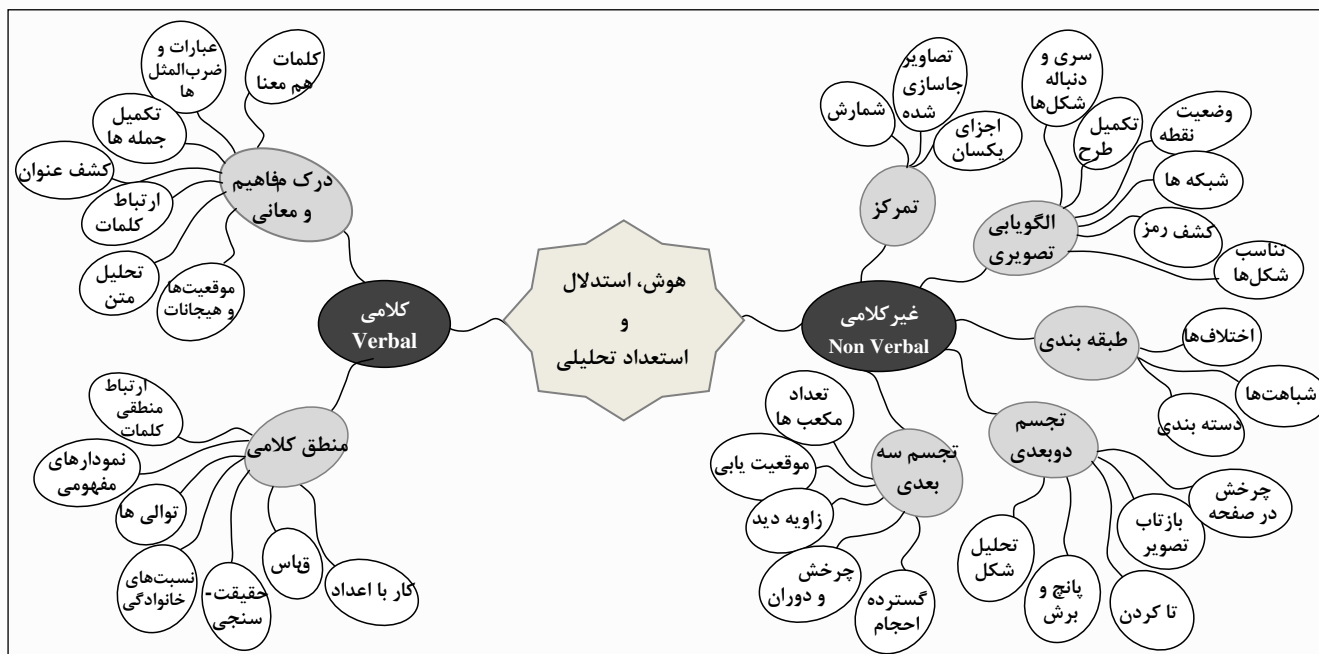 هوش، استدلال
و
استعداد تحلیلی
غیرکلامی
Non Verbal
تمرکز
شمارش
تصاویر
جاسازی
شده
اجزای
یکسان
الگویابی
تصویری
سری و
دنباله
شکل‌ها
تکمیل
طرح
وضعیت
نقطه
شبکه ها
کشف رمز
تناسب
شکل‌ها
طبقه بندی
اختلاف‌ها
شباهت‌ها
دسته بندی
تجسم
دوبعدی
چرخش
در صفحه
بازتاب
تصویر
تا کردن
پانچ و
برش
تحلیل
شکل
تجسم سه
بعدی
تعداد
مکعب ها
موقعیت یابی
زاویه دید
چرخش
و دوران
گسترده
احجام
کلامی
Verbal
درک مفاهیم
و معانی
کلمات
هم معنا
عبارات و
ضرب‌المثل
ها
تکمیل
جمله ها
کشف عنوان
ارتباط
کلمات
تحلیل
متن
موقعیت‌ها
و هیجانات
منطق کلامی
ارتباط
منطقی
کلمات
نمودارهای
مفهومی
توالی ها
نسبت‌های
خانوادگی
حقیقت-
سنجی
قیاس
کار با اعداد